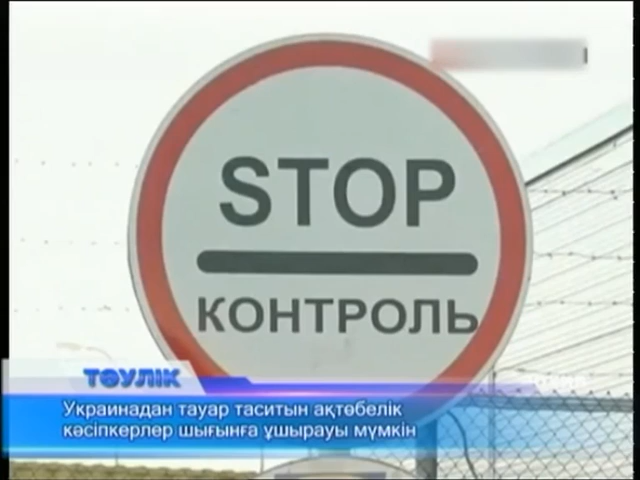 STOP
КОНТРОЛЬ
ТӘУЛІК
Украинадан тауар таситын ақтөбелік
кәсіпкерлер шығынға ұшырауы мүмкін